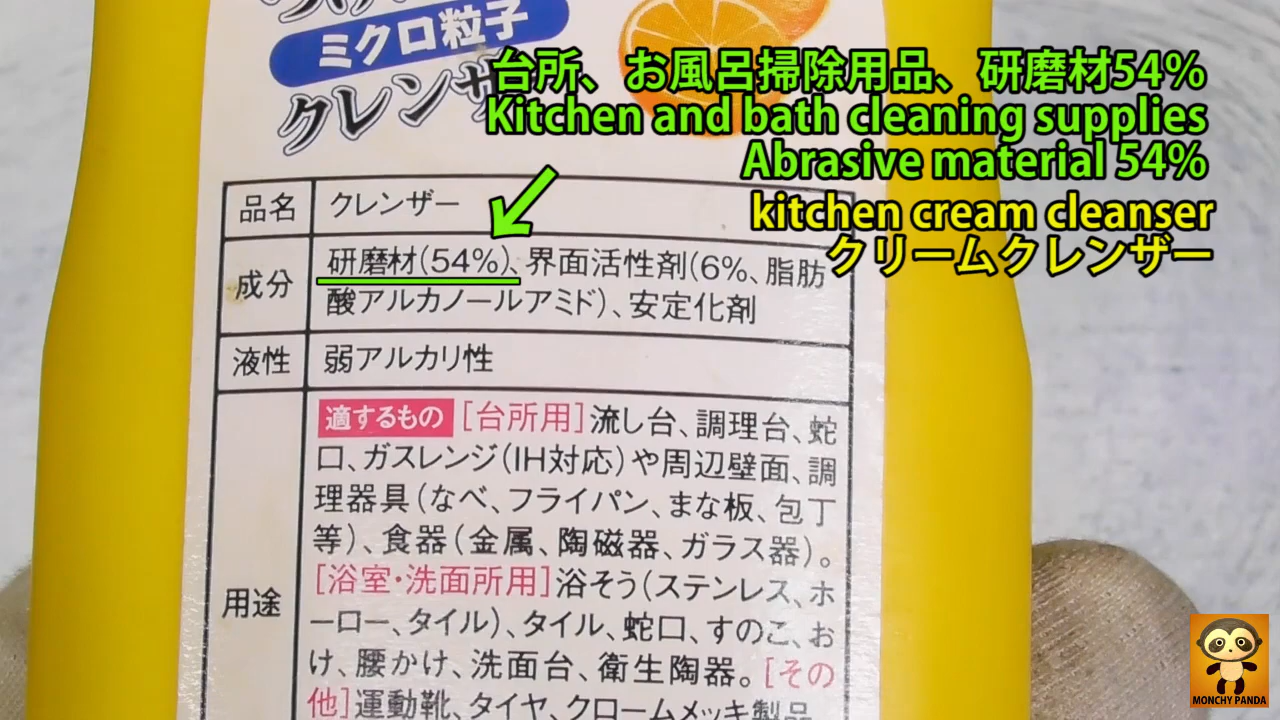 ミクロ粒子
クレンザ
台所、お風呂掃除用品、研磨材54%
Kitchen and bath cleaning supplies
Abrasive material 54%
kitchen cream cleanser
クリームクレンザー
品名 クレンザー
成分 研磨材(54%)、界面活性剤(6%、脂肪
酸アルカノールアミド)、安定化剤
液性 弱アルカリ性
用途
適するもの [台所用]流し台、調理台、蛇
口、ガスレンジ(IH対応)や周辺壁面、調
理器具(なべ、フライパン、まな板、包丁
等)、食器(金属、陶磁器、ガラス器)。
[浴室・洗面所用]浴そう(ステンレス、ホ
ーロー、タイル)、タイル、蛇口、すのこ、お
け、腰かけ、洗面台、衛生陶器。[その
他]運動靴、タイヤ、クロームメッキ製品
MONCHY PANDA